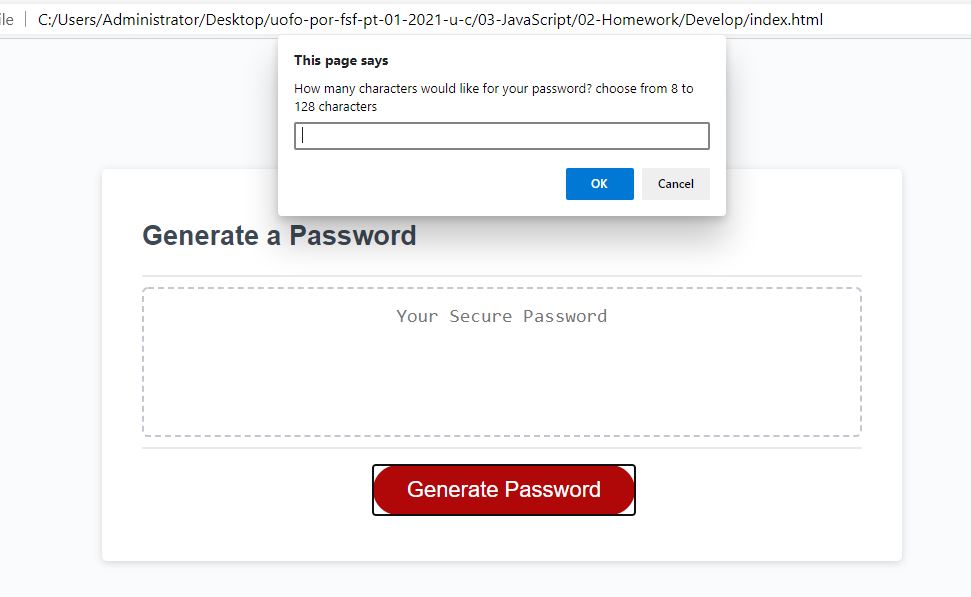 ile C:/Users/Administrator/Desktop/uofo-por-fsf-pt-01-2021-u-c/03-JavaScript/02-Homework/Develop/index.html
This page says
How many characters would like for your password? choose from 8 to
128 characters
OK Cancel
Generate a Password
Your Secure Password
Generate Password